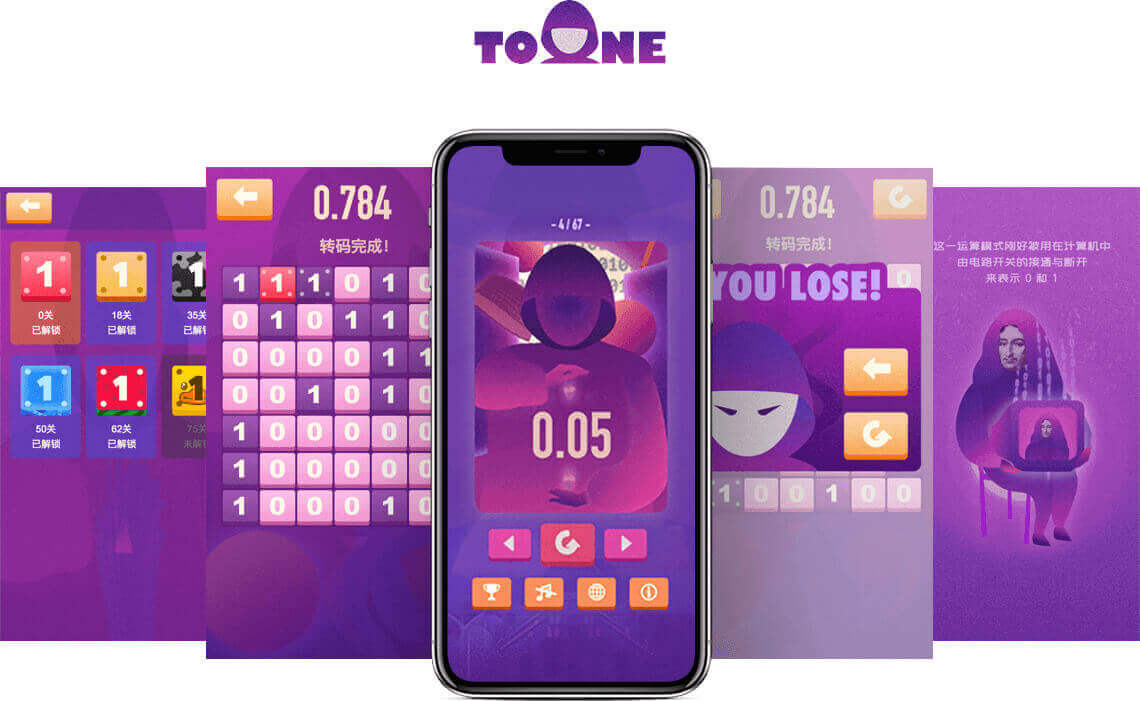 TO NE
0.784
转码完成!
1 1 1 0 1 0
0 1 0 1 1
0 0 0 0 1 1
0 0 1 0 1 0
1 0 0 0 0
1 0 0 0 0
1 0 0 0 1 0
1
0关
已解锁
1
18关
已解锁
1
35关
已解锁
1
50关
已解锁
1
62关
已解锁
1
75关
- 4 / 67 -
0.05
0.784
转码完成!
0
YOU LOSE!
1 0 0 1 0 0
这一运算模式刚好被用在计算机中
由电路开关的接通与断开
来表示 0 和 1